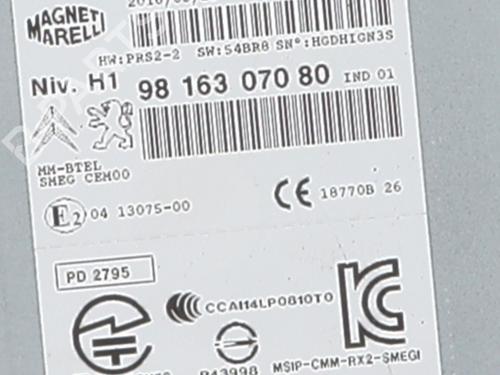 MAGNETI
MARELLI
HW:PRS2-2 SW:54BR0 SN°:HGDHIGN3S
Niv. H1 98 163 070 80 IND 01
MM-BTEL
SMEG CEM00
E2 04 13075-00 CE 18770B 26
PD 2795
CCAI14LP0810T0
R43998 MSIP-CMM-RX2-SMEGI